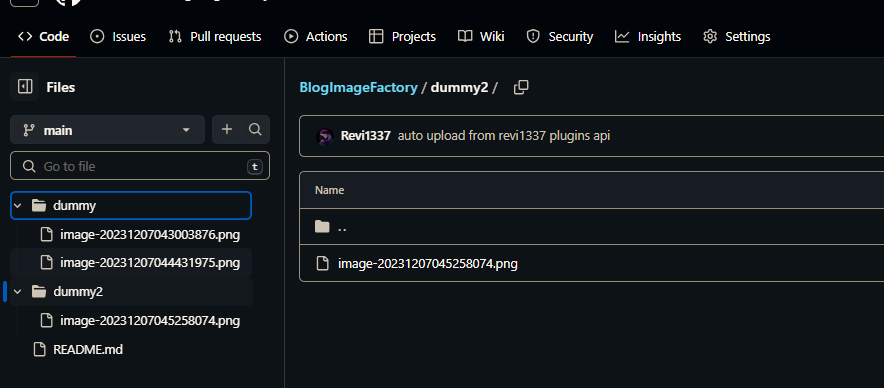 Code Issues Pull requests Actions Projects Wiki Security Insights Settings
Files
main
Go to file t
dummy
image-20231207043003876.png
image-20231207044431975.png
dummy2
image-20231207045258074.png
README.md
BlogImageFactory / dummy2 /
Revi1337 auto upload from revi1337 plugins api
Name
..
image-20231207045258074.png